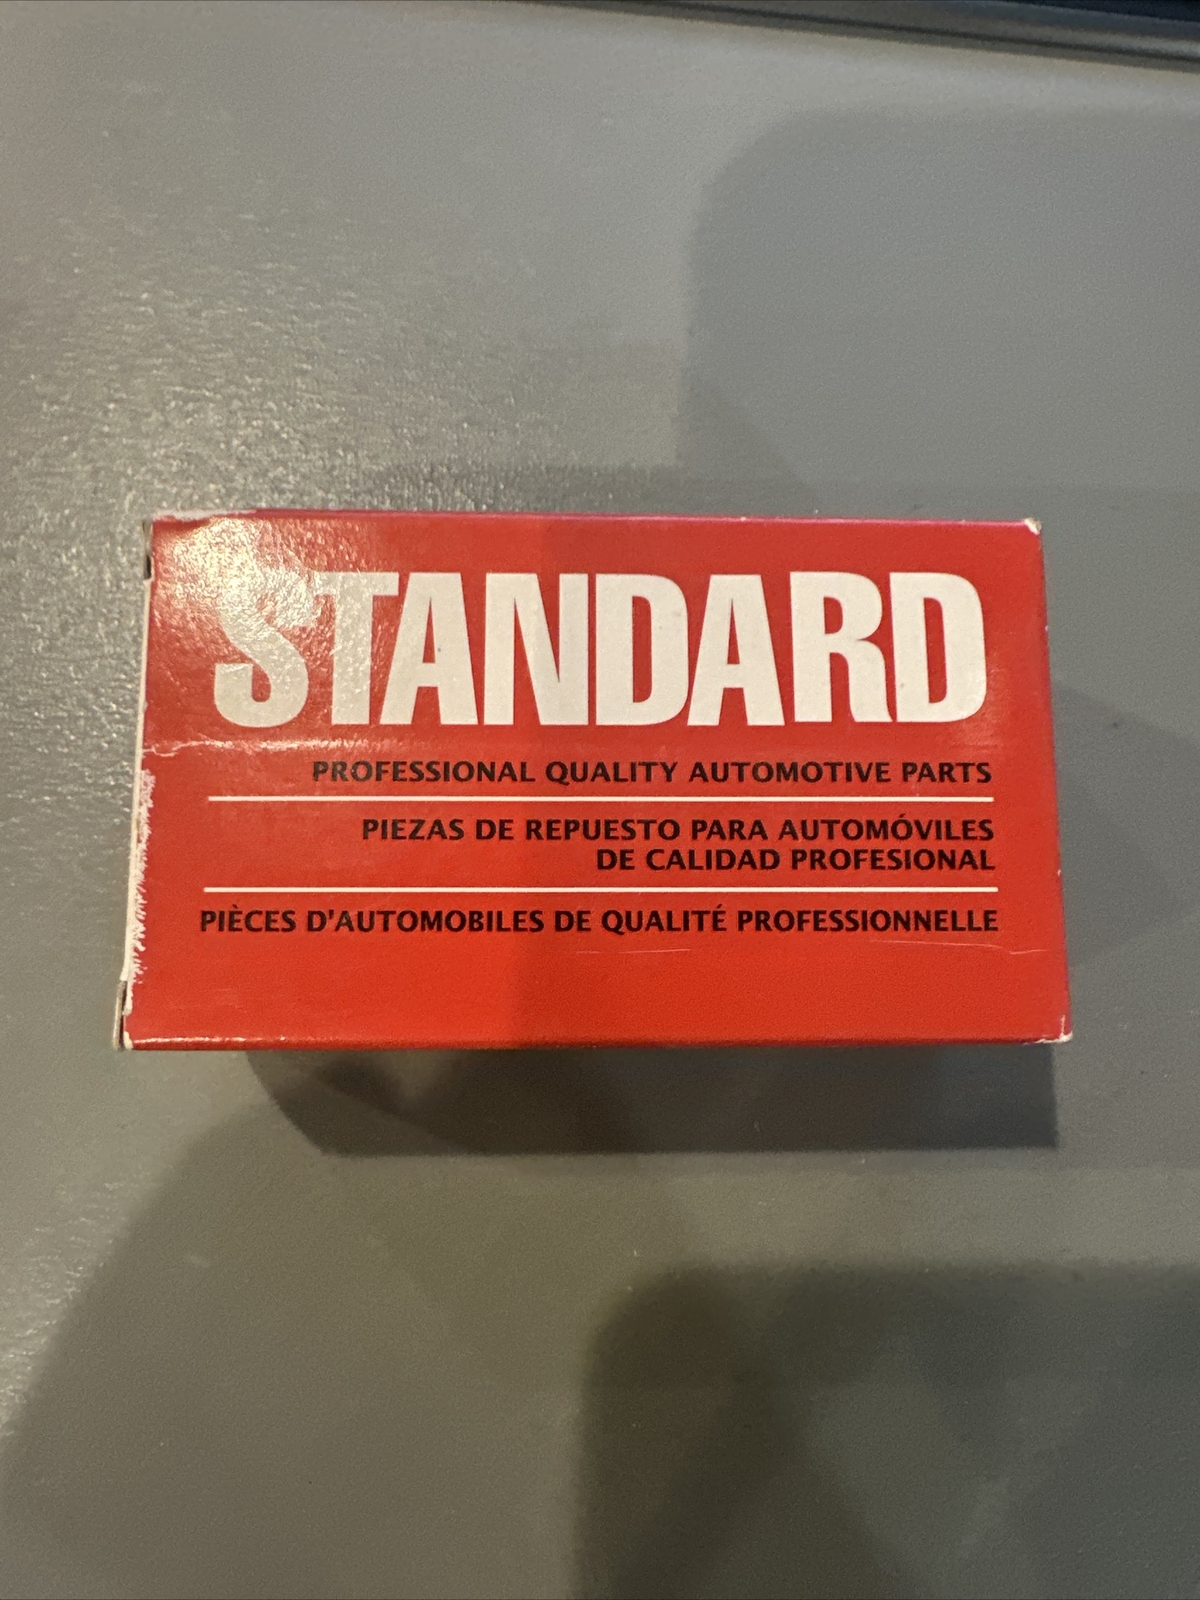 STANDARD
PROFESSIONAL QUALITY AUTOMOTIVE PARTS
PIEZAS DE REPUESTO PARA AUTOMÓVILES
DE CALIDAD PROFESIONAL
PIÈCES D'AUTOMOBILES DE QUALITÉ PROFESSIONNELLE